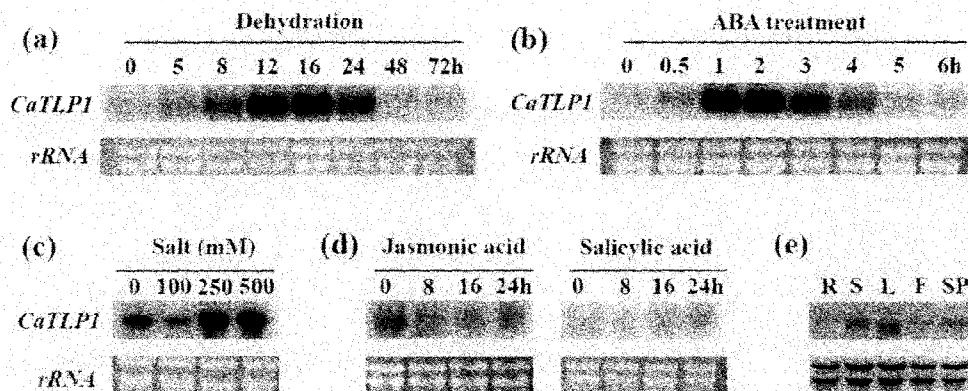 (a) Dehydration
0 5 8 12 16 24 48 72h
CaTLP1
rRNA
(b) ABA treatment
0 0.5 1 2 3 4 5 6h
CaTLP1
rRNA
(c) Salt (mM)
0 100 250 500
CaTLP1
rRNA
(d) Jasmonic acid
0 8 16 24h
Salicylic acid
0 8 16 24h
(e)
R S L F SP